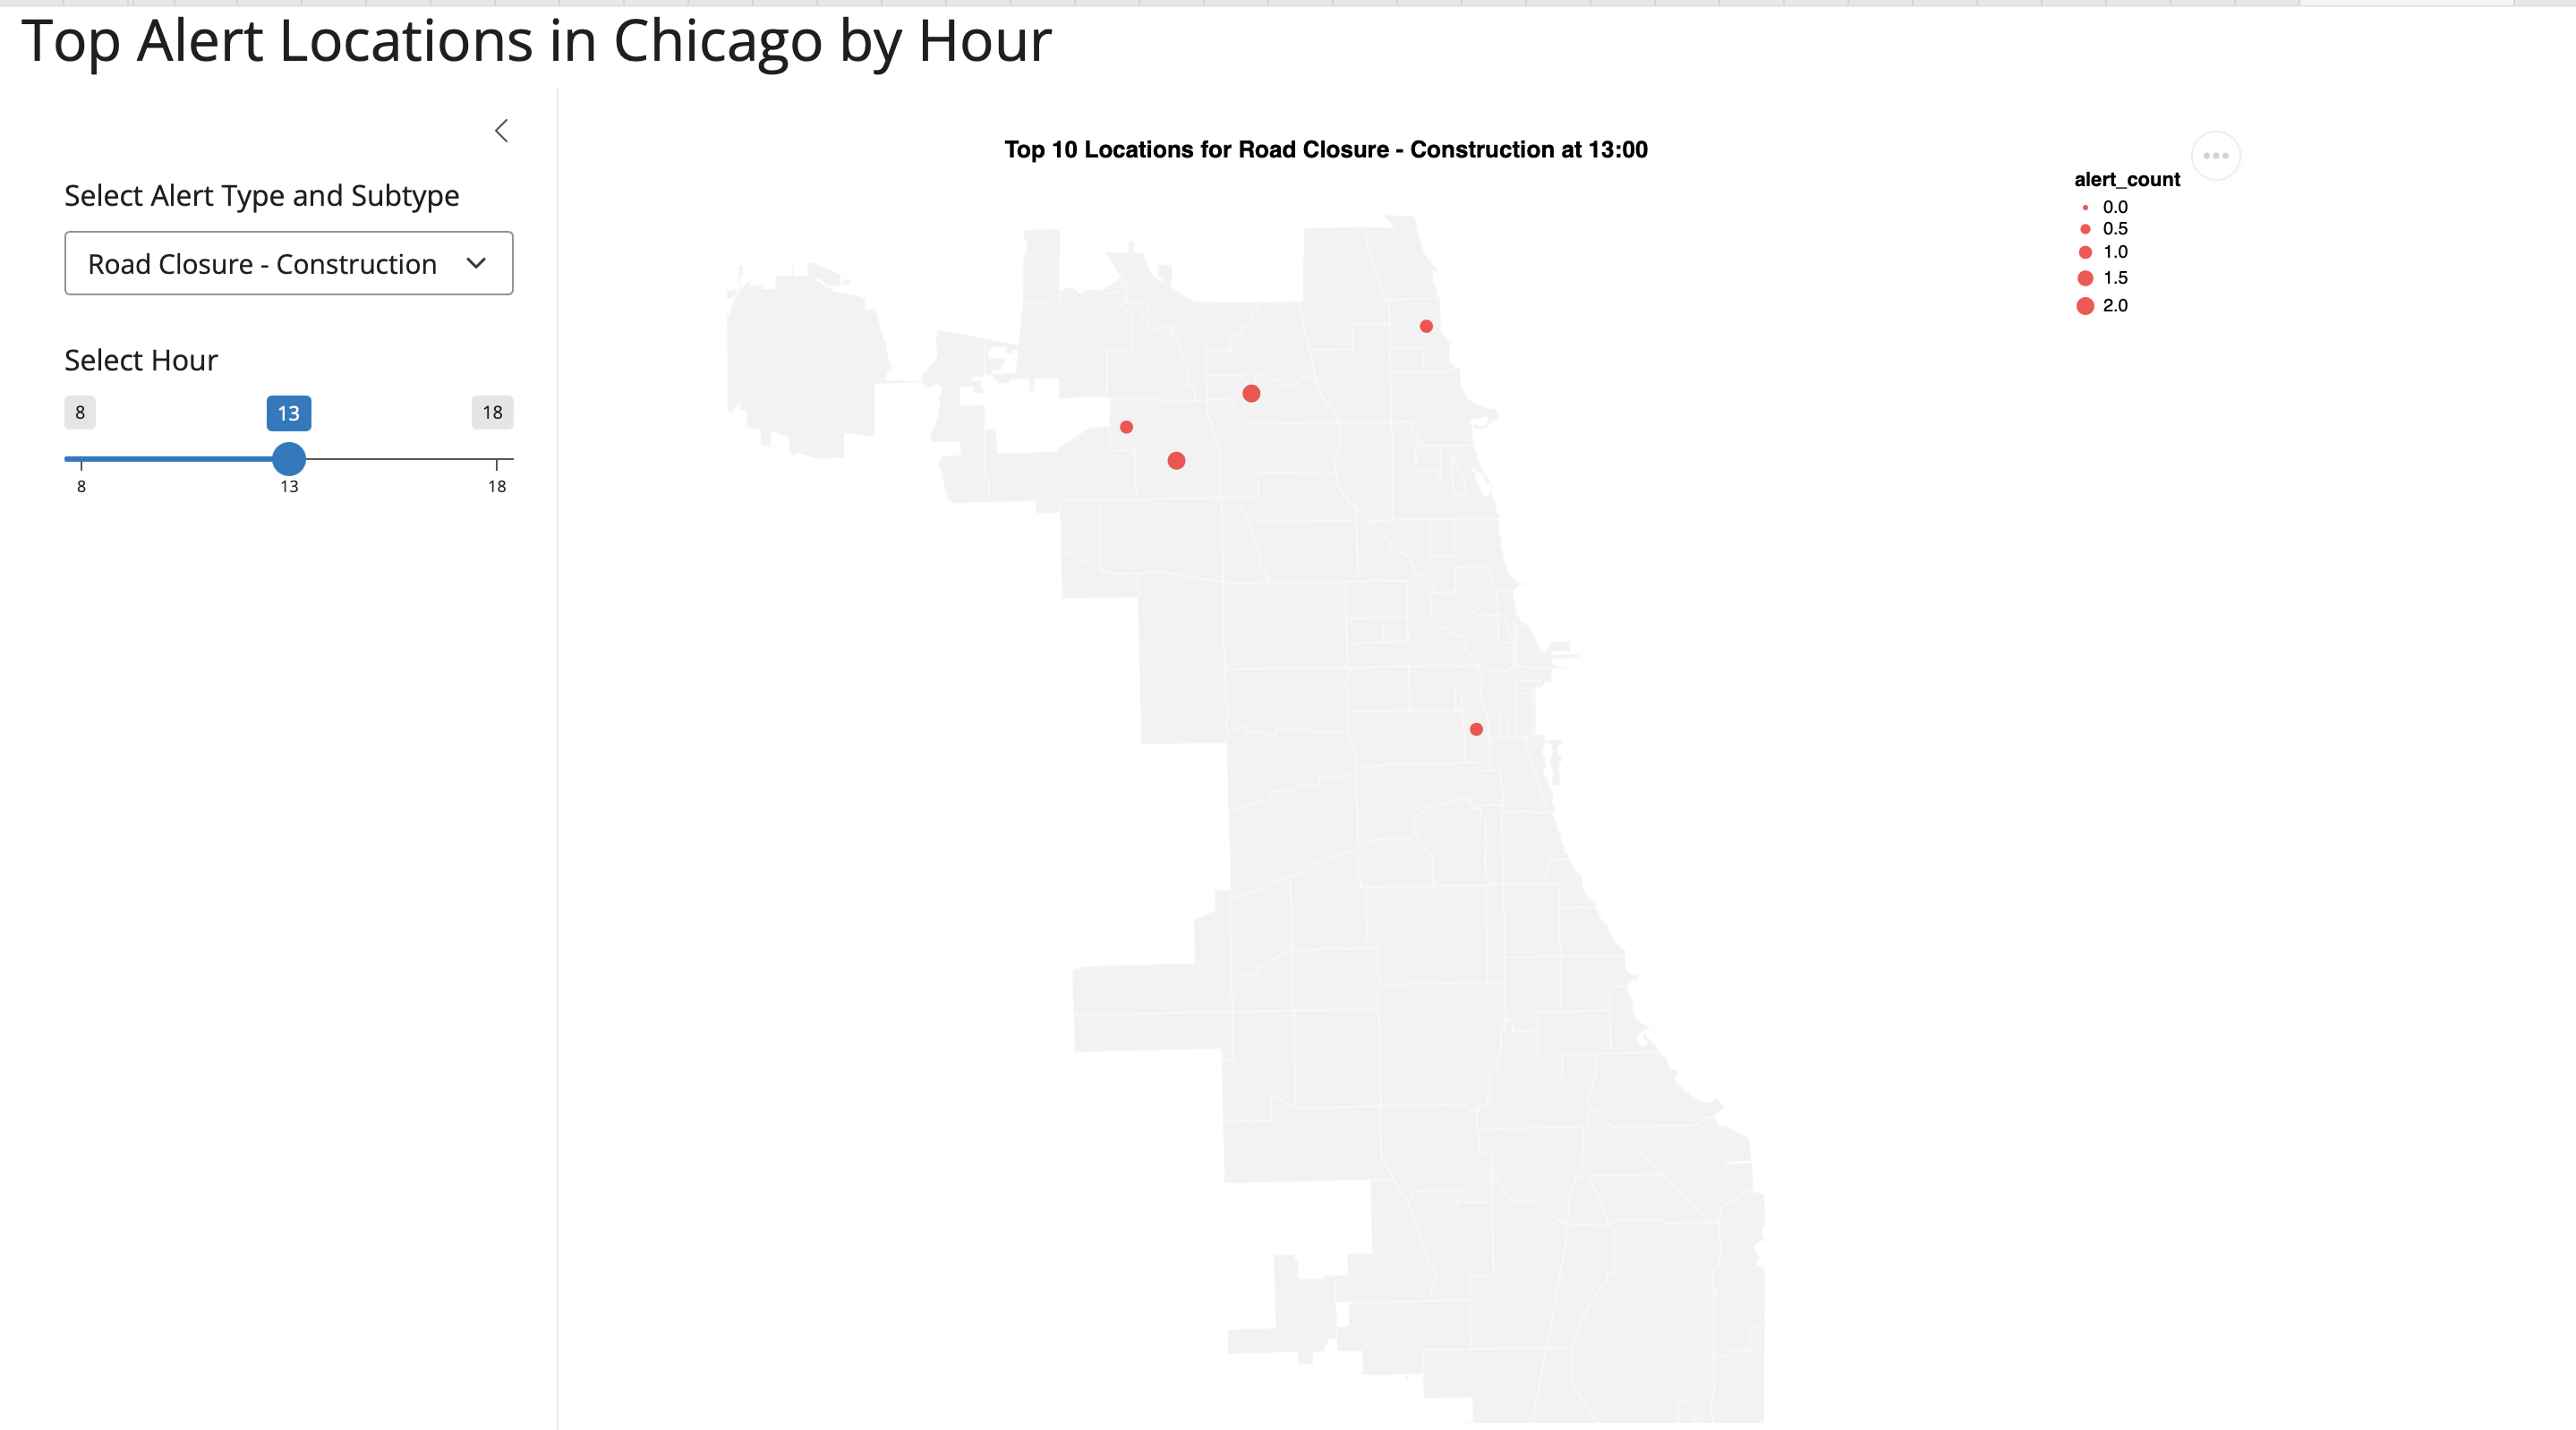 Top Alert Locations in Chicago by Hour
Select Alert Type and Subtype
Road Closure - Construction
Select Hour
8 13 18
8 13 18
Top 10 Locations for Road Closure - Construction at 13:00
alert_count
0.0
0.5
1.0
1.5
2.0